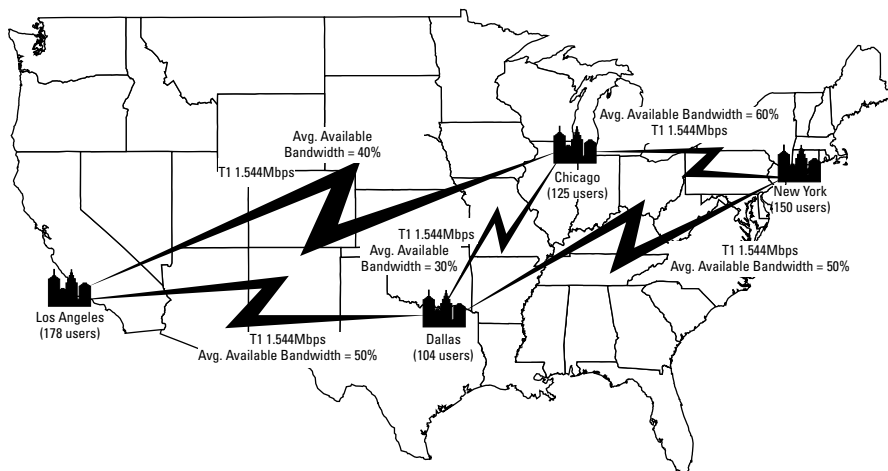 Avg. Available Bandwidth = 60%
T1 1.544Mbps
Avg. Available
Bandwidth = 40%
T1 1.544Mbps
Chicago
(125 users)
New York
(150 users)
T1 1.544Mbps
Avg. Available
Bandwidth = 30%
T1 1.544Mbps
Avg. Available Bandwidth = 50%
Los Angeles
(178 users)
T1 1.544Mbps
Avg. Available Bandwidth = 50%
Dallas
(104 users)